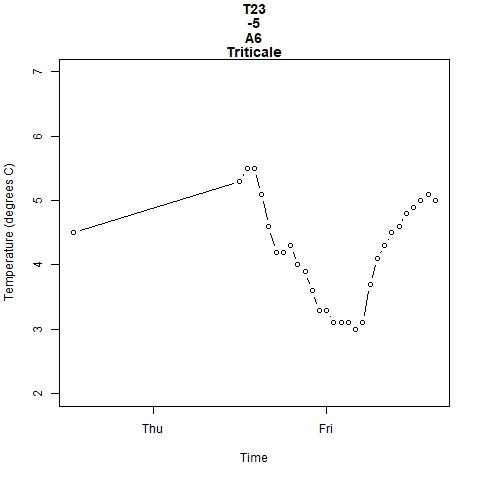 T23
-5
A6
Triticale
Temperature (degrees C)
7
6
5
4
3
2
Thu
Fri
Time